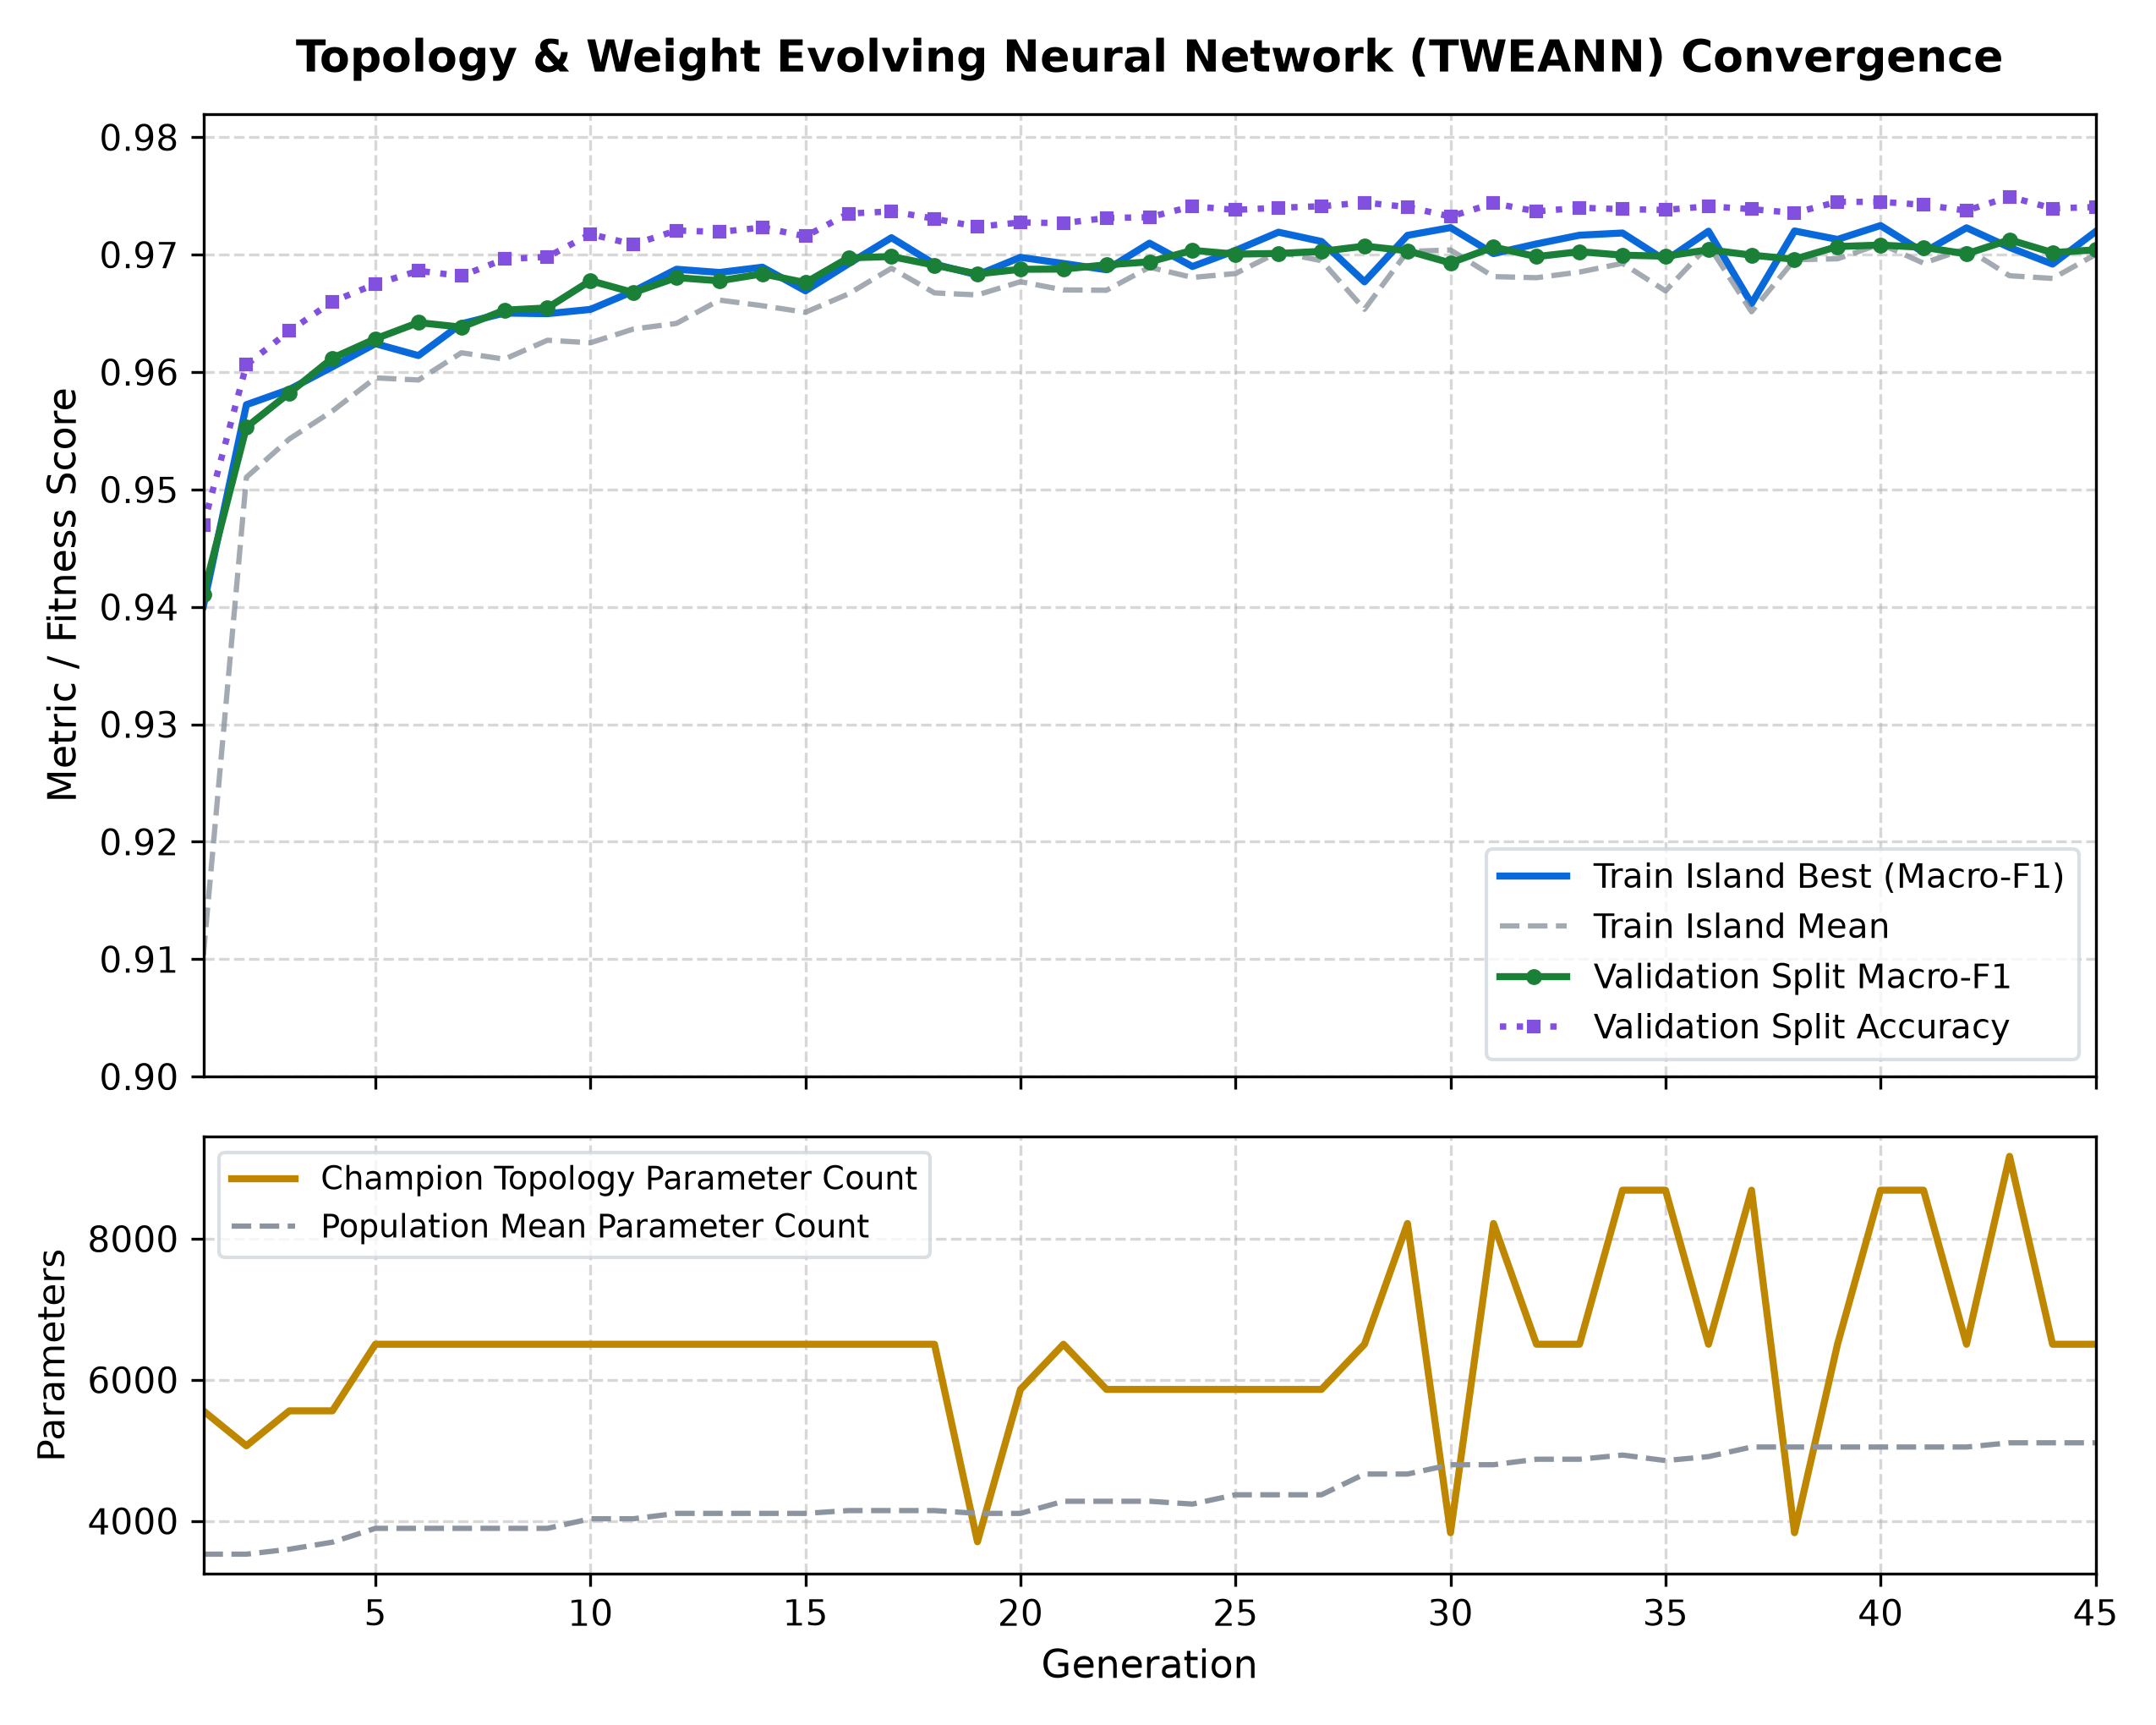 Topology & Weight Evolving Neural Network (TWEANN) Convergence
0.98
0.97
0.96
0.95
0.94
0.93
0.92
0.91
0.90
Metric / Fitness Score
Train Island Best (Macro-F1)
Train Island Mean
Validation Split Macro-F1
Validation Split Accuracy
Champion Topology Parameter Count
Population Mean Parameter Count
8000
6000
4000
Parameters
5 10 15 20 25 30 35 40 45
Generation